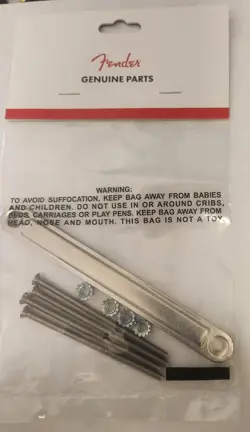 Fender
GENUINE PARTS
WARNING:
TO AVOID SUFFOCATION, KEEP BAG AWAY FROM BABIES
AND CHILDREN. DO NOT USE IN OR AROUND CRIBS,
BEDS, CARRIAGES OR PLAY PENS. KEEP BAG AWAY FROM
HEAD, NOSE AND MOUTH. THIS BAG IS NOT A TOY